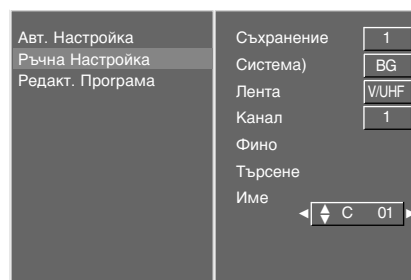 Авт. Настройка
Ръчна Настройка
Редакт. Програма
Съхранение 1
Система) BG
Лента V/UHF
Канал 1
Фино
Търсене
Име
C 01